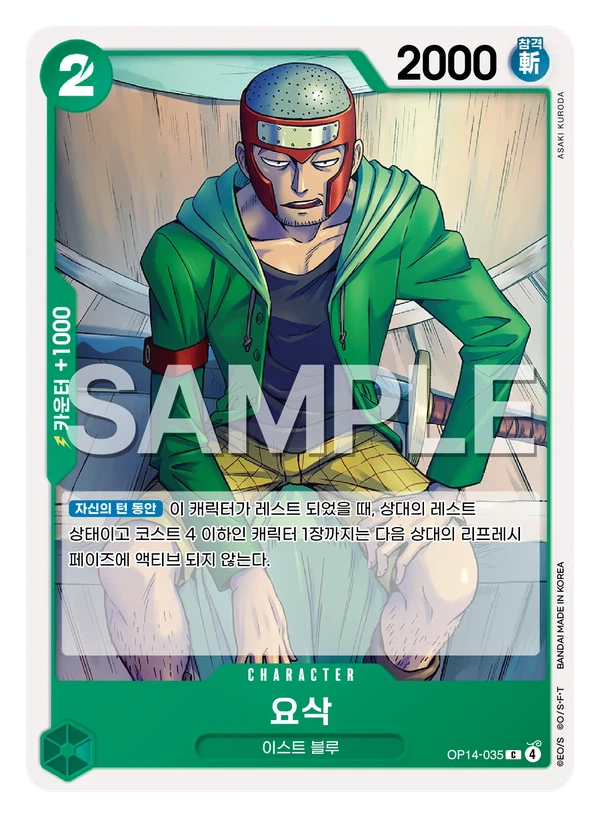 2
2000
참격
斬
ASAKI KURODA
카운터 +1000
SAMPLE
자신의 턴 동안 이 캐릭터가 레스트 되었을 때, 상대의 레스트
상태이고 코스트 4 이하인 캐릭터 1장까지는 다음 상대의 리프레시
페이즈에 액티브 되지 않는다.
CHARACTER
요삭
이스트 블루
OP14-035 C 4
©EO/S ©O/S·F·T BANDAI MADE IN KOREA